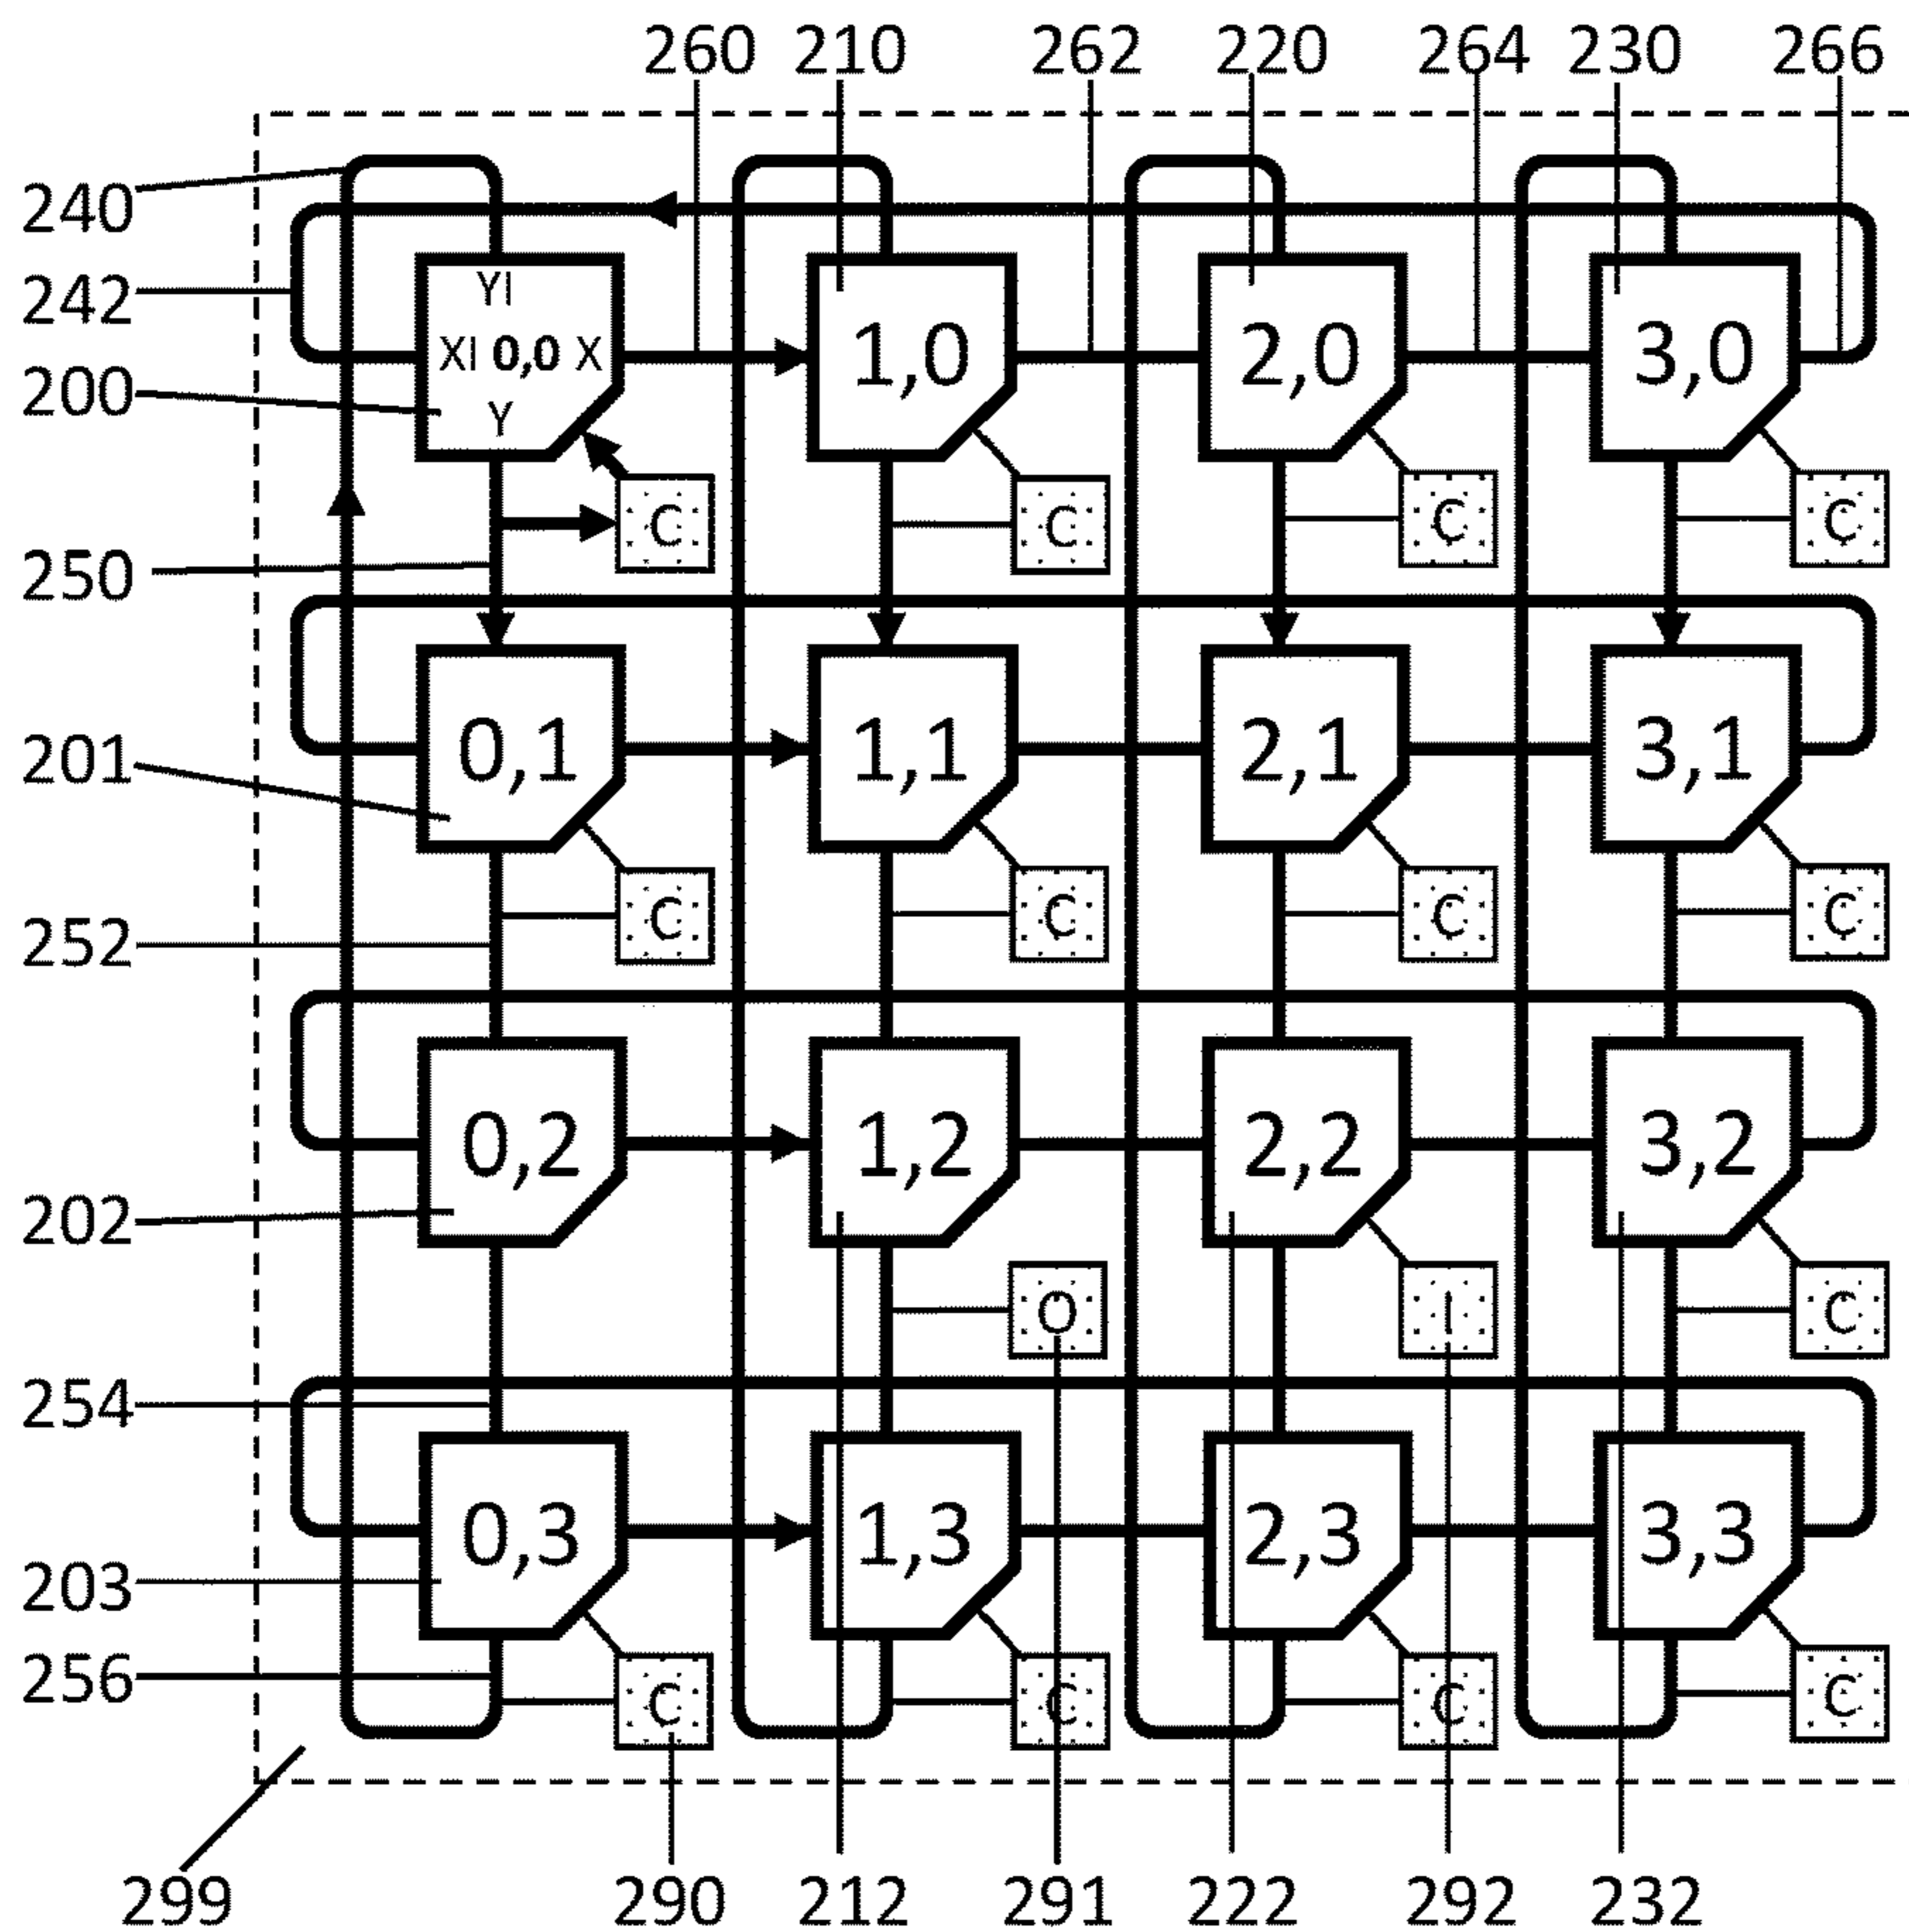 260 210 262 220 264 230 266
240
242
YI
XI 0,0 X
Y
1,0 2,0 3,0
200
C C C C
250
201
0,1 1,1 2,1 3,1
C C C C
252
0,2 1,2 2,2 3,2
202
O I C
254
0,3 1,3 2,3 3,3
203
256
C C C C
299 290 212 291 222 292 232